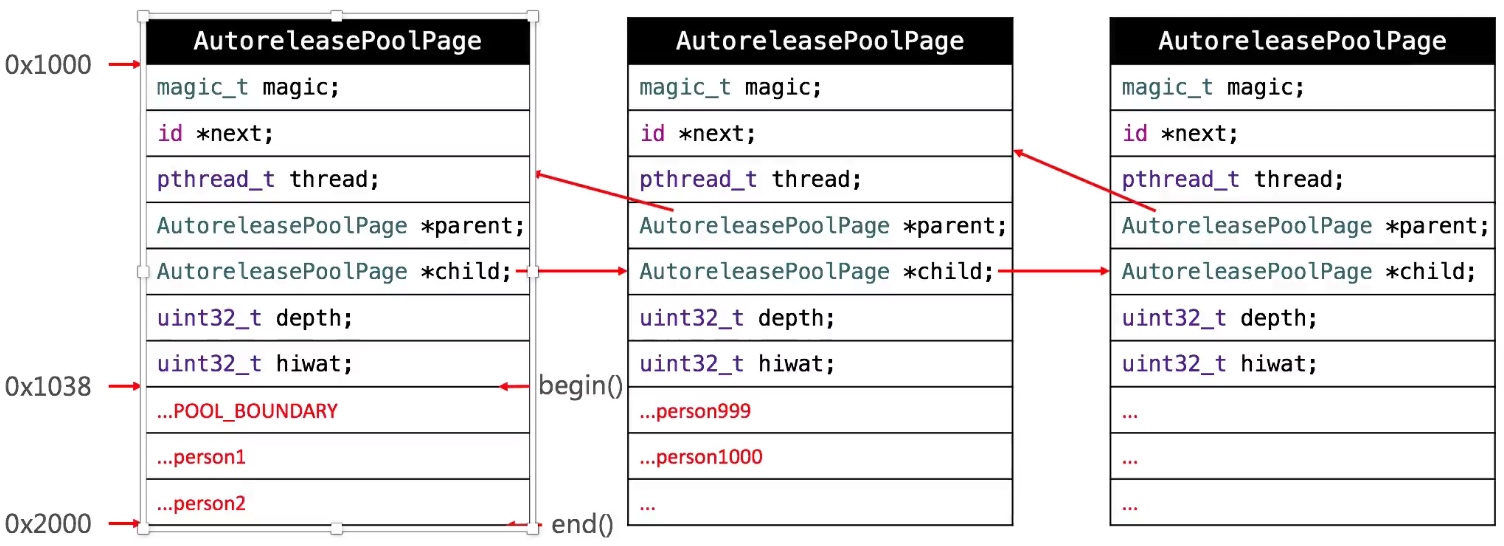 AutoreleasePoolPage
0x1000
magic_t magic;
id *next;
pthread_t thread;
AutoreleasePoolPage *parent;
AutoreleasePoolPage *child;
uint32_t depth;
uint32_t hiwat;
0x1038
begin()
...POOL_BOUNDARY
...person1
...person2
0x2000
end()
AutoreleasePoolPage
magic_t magic;
id *next;
pthread_t thread;
AutoreleasePoolPage *parent;
AutoreleasePoolPage *child;
uint32_t depth;
uint32_t hiwat;
...person999
...person1000
...
AutoreleasePoolPage
magic_t magic;
id *next;
pthread_t thread;
AutoreleasePoolPage *parent;
AutoreleasePoolPage *child;
uint32_t depth;
uint32_t hiwat;
...
...
...